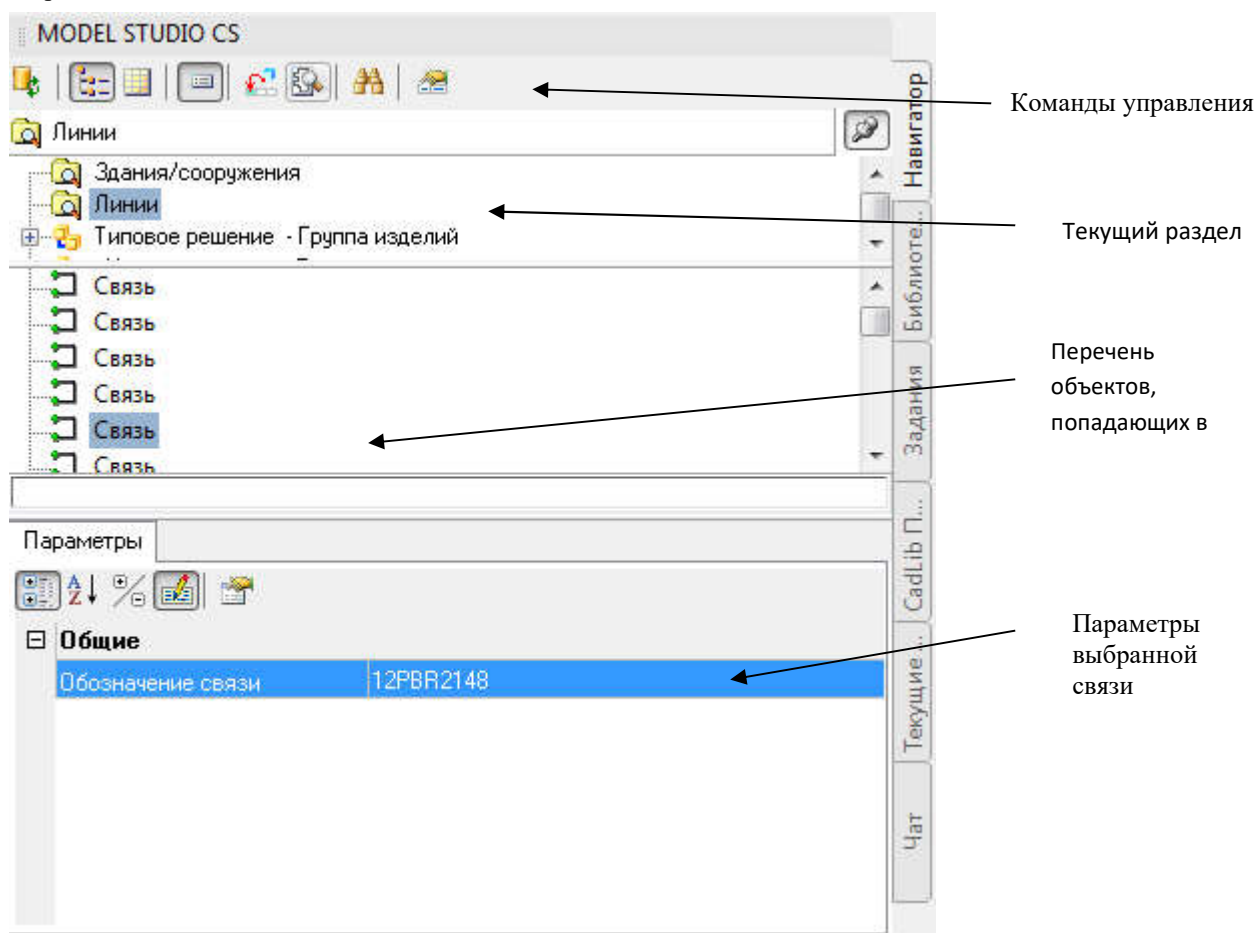 MODEL STUDIO CS
Команды управления
Линии
Здания/сооружения
Линии
Типовое решение - Группа изделий
Текущий раздел
Связь
Связь
Связь
Связь
Связь
Связь
Перечень
объектов,
попадающих в
Параметры
Общие
Обозначение связи 12PBR2148
Параметры
выбранной
связи
Навигатор
Библиоте...
Задания
CadLib П...
Текущие ...
Чат